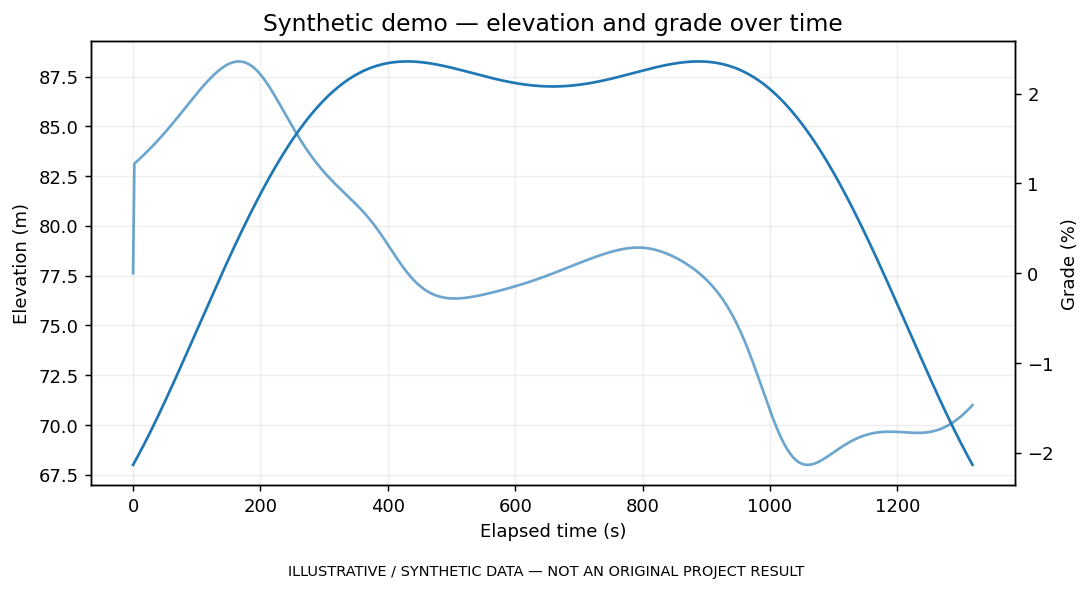 Synthetic demo — elevation and grade over time
87.5
85.0
82.5
80.0
77.5
75.0
72.5
70.0
67.5
Elevation (m)
2
1
0
−1
−2
Grade (%)
0 200 400 600 800 1000 1200
Elapsed time (s)
ILLUSTRATIVE / SYNTHETIC DATA — NOT AN ORIGINAL PROJECT RESULT